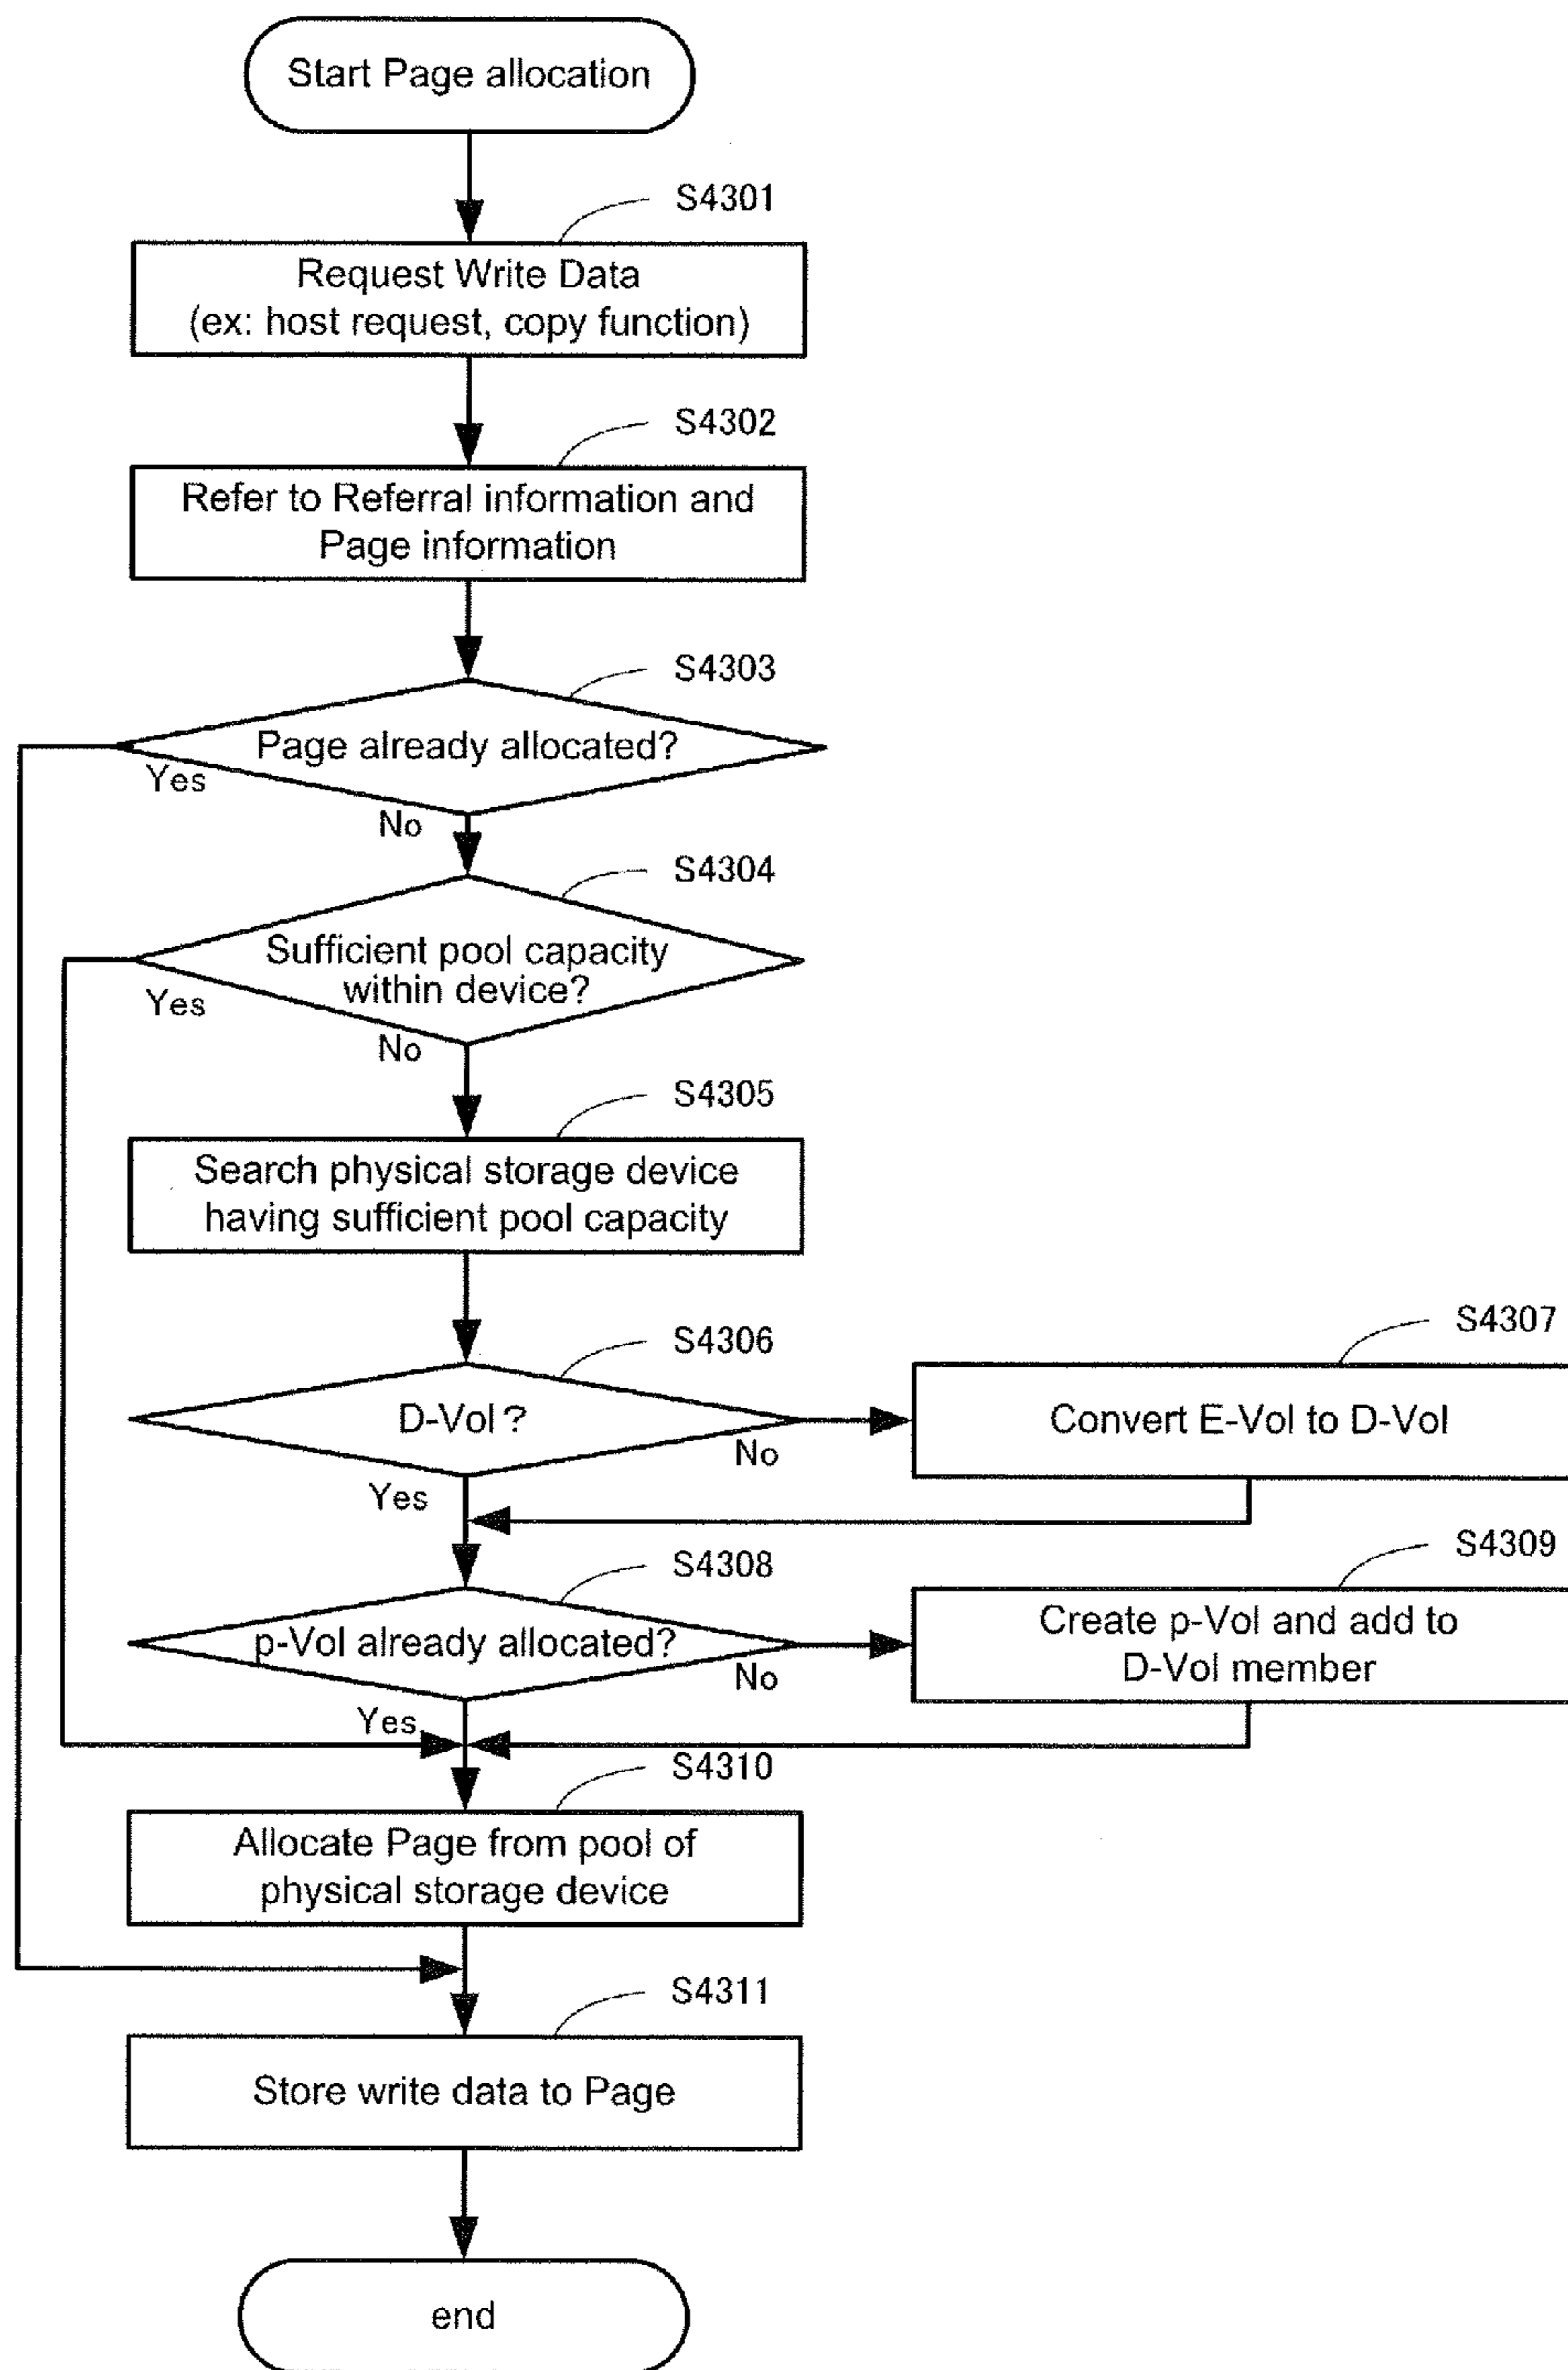 Start Page allocation
S4301
Request Write Data
(ex: host request, copy function)
S4302
Refer to Referral information and
Page information
S4303
Page already allocated?
Yes
No
S4304
Sufficient pool capacity
within device?
Yes
No
S4305
Search physical storage device
having sufficient pool capacity
S4306
D-Vol ?
No
Yes
S4307
Convert E-Vol to D-Vol
S4308
p-Vol already allocated?
No
Yes
S4309
Create p-Vol and add to
D-Vol member
S4310
Allocate Page from pool of
physical storage device
S4311
Store write data to Page
end